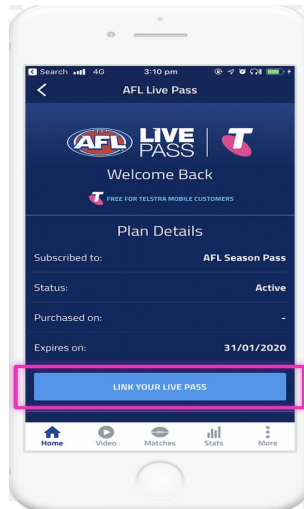 Search 4G 3:10 pm
AFL Live Pass
AFL LIVE PASS T
Welcome Back
T FREE FOR TELSTRA MOBILE CUSTOMERS
Plan Details
Subscribed to: AFL Season Pass
Status: Active
Purchased on: -
Expires on: 31/01/2020
LINK YOUR LIVE PASS
Home Video Matches Stats More